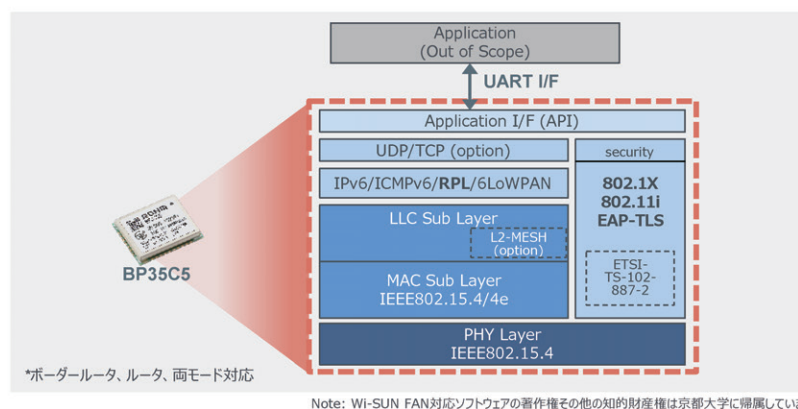 Application
(Out of Scope)
UART I/F
Application I/F (API)
UDP/TCP (option)
security
IPv6/ICMPv6/RPL/6LoWPAN
802.1X
802.11i
EAP-TLS
LLC Sub Layer
L2-MESH
(option)
ETSI-
TS-102-
887-2
MAC Sub Layer
IEEE802.15.4/4e
PHY Layer
IEEE802.15.4
BP35C5
*ボーダールータ、ルータ、両モード対応
Note: Wi-SUN FAN対応ソフトウェアの著作権その他の知的財産権は京都大学に帰属していま